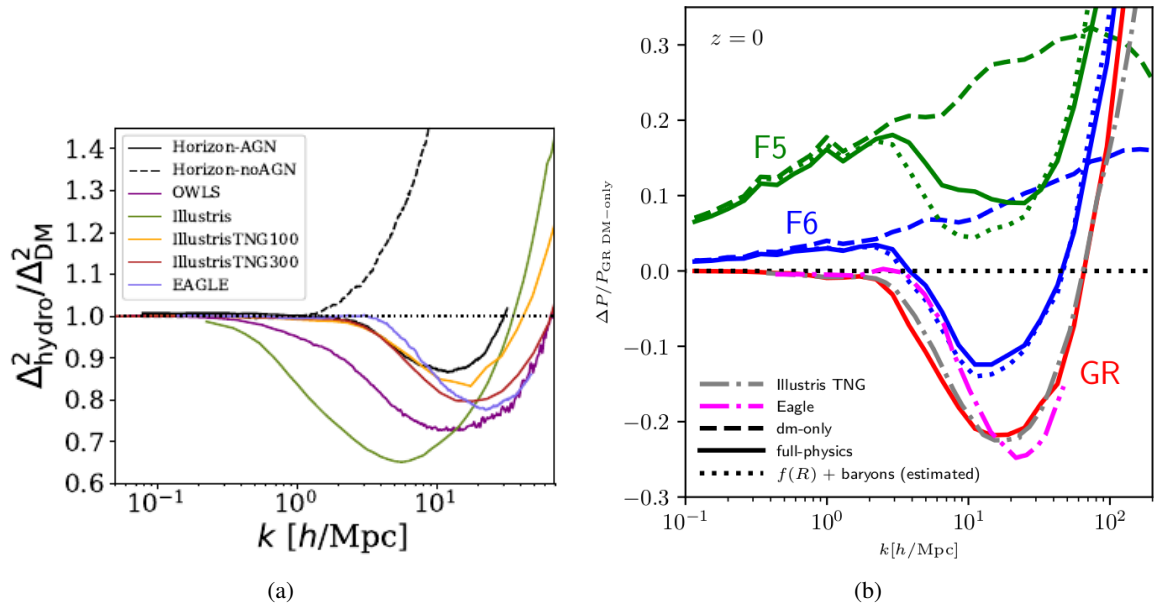 1.4
1.3
1.2
1.1
1.0
0.9
0.8
0.7
0.6
Δ²hydro/Δ²DM
Horizon-AGN
Horizon-noAGN
OWLS
Illustris
IllustrisTNG100
IllustrisTNG300
EAGLE
10⁻¹
10⁰
10¹
k [h/Mpc]
(a)
z = 0
0.3
0.2
0.1
0.0
−0.1
−0.2
−0.3
ΔP/P_GR DM−only
F5
F6
GR
Illustris TNG
Eagle
dm-only
full-physics
f(R) + baryons (estimated)
10⁻¹
10⁰
10¹
10²
k[h/Mpc]
(b)